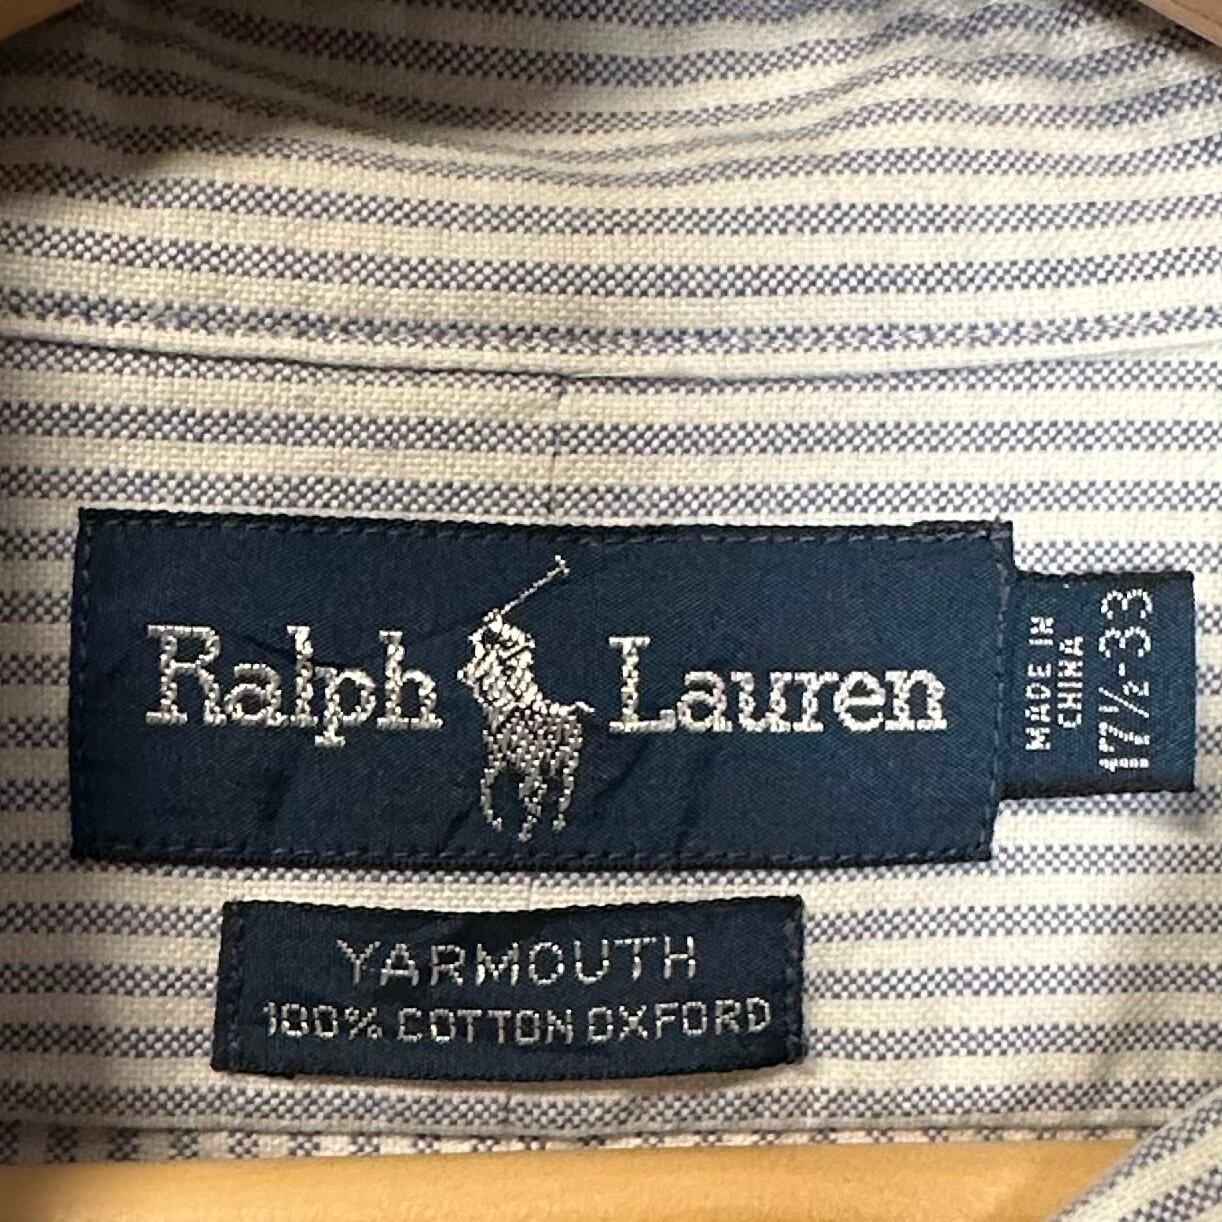 Ralph Lauren
MADE IN
CHINA
17½-33
YARMOUTH
100% COTTON OXFORD